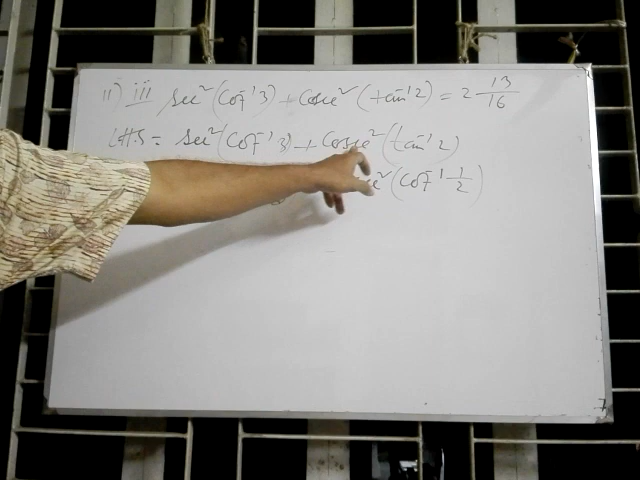 11) iii sec²(cot⁻¹3) + cosec²(tan⁻¹2) = 2 13/16
LHS = sec²(cot⁻¹3) + cosec²(tan⁻¹2)
(cot⁻¹ 1/2)